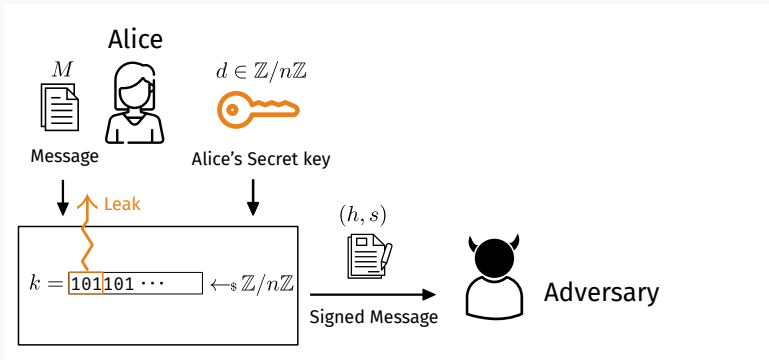 Alice
M
d ∈ ℤ/nℤ
Message
Alice's Secret key
Leak
(h, s)
k = 101101 ··· ←$ ℤ/nℤ
Signed Message
Adversary